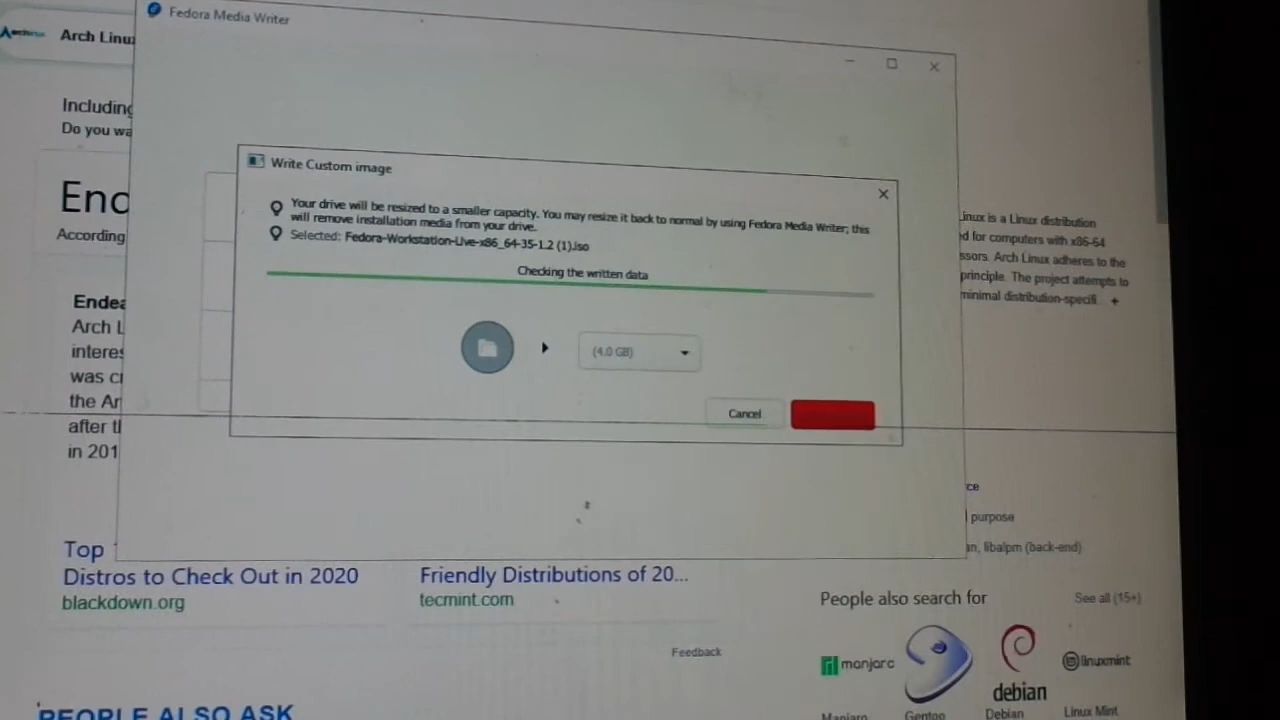 Fedora Media Writer
Arch Linu
Including
Do you wa
Write Custom image
Your drive will be resized to a smaller capacity. You may resize it back to normal by using Fedora Media Writer; this
will remove installation media from your drive.
Selected: Fedora-Workstation-Live-x86_64-35-1.2 (1).iso
Checking the written data
(4.0 GB)
Cancel
According
Endea
Arch L
interes
was cr
the Ar
after t
in 201
Linux is a Linux distribution
d for computers with x86-64
ssors. Arch Linux adheres to the
principle. The project attempts to
minimal distribution-specifi
+
ce
purpose
an, libalpm (back-end)
Top
Distros to Check Out in 2020
blackdown.org
Friendly Distributions of 20...
tecmint.com
Feedback
People also search for
See all (15+)
manjaro
debian
linuxmint
Manjaro
Gentoo
Debian
Linux Mint
PEOPLE ALSO ASK